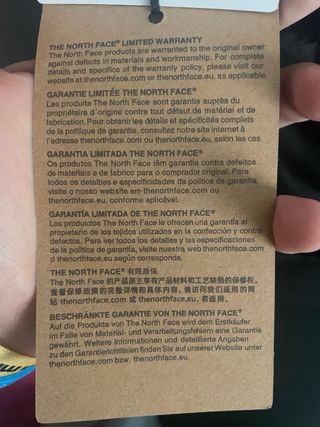 THE NORTH FACE® LIMITED WARRANTY
The North Face products are warranted to the original owner
against defects in materials and workmanship. For complete
details and specifics of the warranty policy, please visit our
website at thenorthface.com or thenorthface.eu, as applicable.
GARANTIE LIMITÉE THE NORTH FACE®
Les produits The North Face sont garantis auprès du
propriétaire d'origine contre tout défaut de matériel et de
fabrication. Pour obtenir les détails et spécificités complets
de la politique de garantie, consultez notre site internet à
l'adresse thenorthface.com ou thenorthface.eu, selon les cas.
GARANTIA LIMITADA THE NORTH FACE®
Os produtos The North Face têm garantia contra defeitos
de materiais e de fabrico para o comprador original. Para
todos os detalhes e especificidades da política de garantia,
visite o nosso website em thenorthface.com ou
thenorthface.eu, conforme aplicável.
GARANTÍA LIMITADA DE THE NORTH FACE®
Los productos The North Face le ofrecen una garantía al
propietario de los tejidos utilizados en la confección y contra
defectos. Para ver todos los detalles y las especificaciones
de la política de garantía, visite nuestra web thenorthface.com
o thenorthface.eu según corresponda.
THE NORTH FACE® 有限质保
The North Face 的产品原主享有产品材料和工艺缺陷的保修权。
查看保修政策的完整详情和具体内容，请访问我们适用的网
站 thenorthface.com 或 thenorthface.eu，若适用。
BESCHRÄNKTE GARANTIE VON THE NORTH FACE®
Auf die Produkte von The North Face wird dem Erstkäufer
im Falle von Material- und Verarbeitungsfehlern eine Garantie
gewährt. Weitere Informationen und detaillierte Angaben
zu den Garantierichtlinien finden Sie auf unserer Website unter
thenorthface.com bzw. thenorthface.eu.